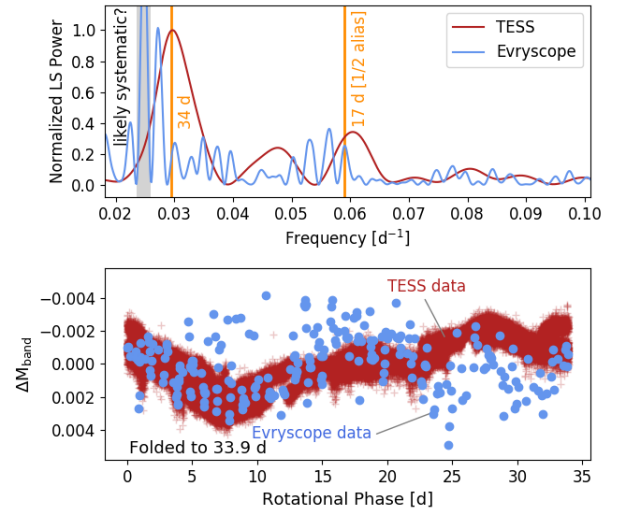 likely systematic?
34 d
17 d [1/2 alias]
TESS
Evryscope
Normalized LS Power
1.0
0.8
0.6
0.4
0.2
0.0
0.02 0.03 0.04 0.05 0.06 0.07 0.08 0.09 0.10
Frequency [d⁻¹]
TESS data
ΔM_band
−0.004
−0.002
0.000
0.002
0.004
Evryscope data
Folded to 33.9 d
0 5 10 15 20 25 30 35
Rotational Phase [d]